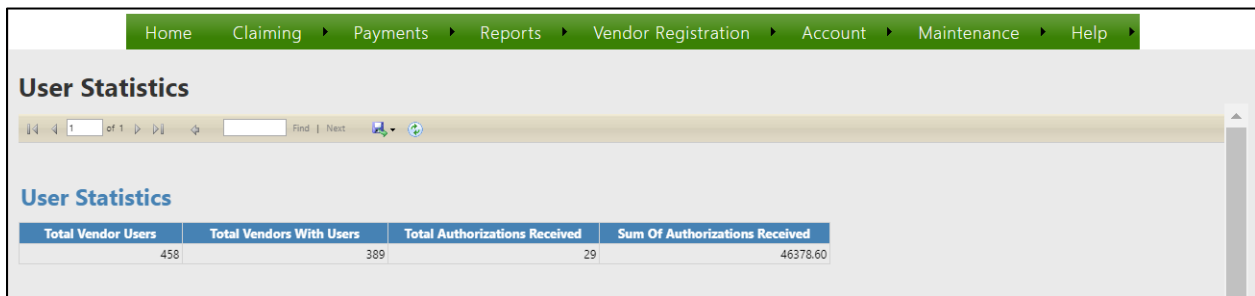 Home Claiming Payments Reports Vendor Registration Account Maintenance Help
User Statistics
1 of 1 Find | Next
User Statistics
Total Vendor Users Total Vendors With Users Total Authorizations Received Sum Of Authorizations Received
458 389 29 46378.60